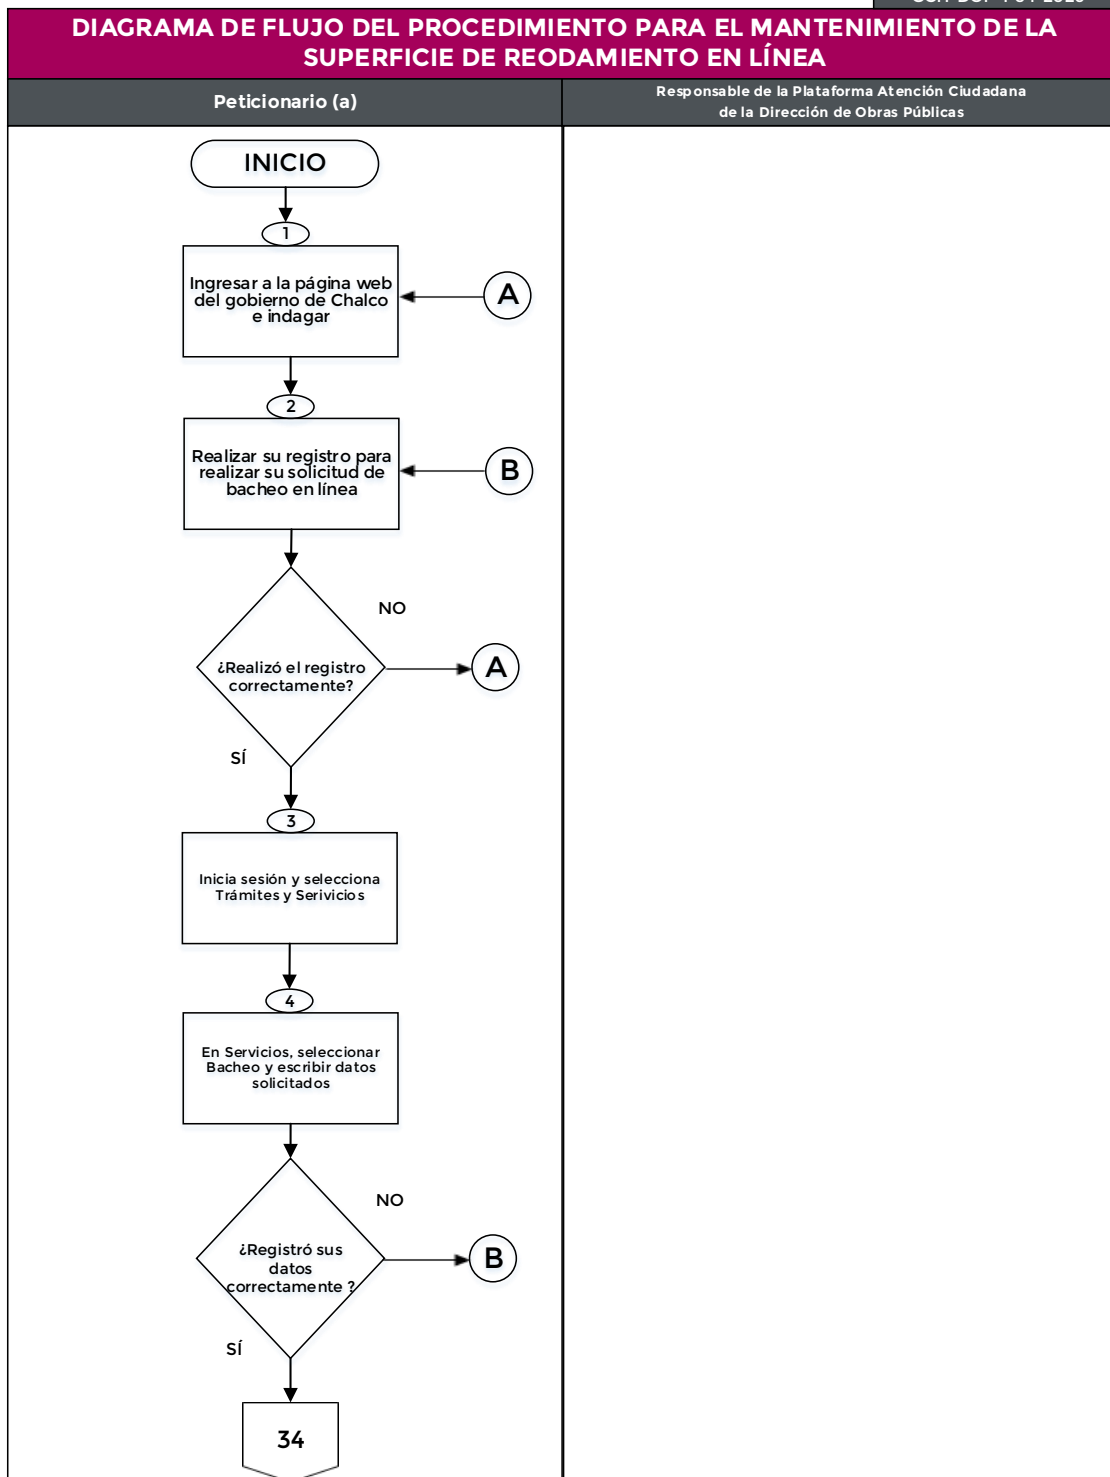 DIAGRAMA DE FLUJO DEL PROCEDIMIENTO PARA EL MANTENIMIENTO DE LA
SUPERFICIE DE REODAMIENTO EN LÍNEA
Peticionario (a)
Responsable de la Plataforma Atención Ciudadana
de la Dirección de Obras Públicas
INICIO
1
Ingresar a la página web
del gobierno de Chalco
e indagar
A
2
Realizar su registro para
realizar su solicitud de
bacheo en línea
B
NO
¿Realizó el registro
correctamente?
A
SÍ
3
Inicia sesión y selecciona
Trámites y Serivicios
4
En Servicios, seleccionar
Bacheo y escribir datos
solicitados
NO
¿Registró sus
datos
correctamente ?
B
SÍ
34